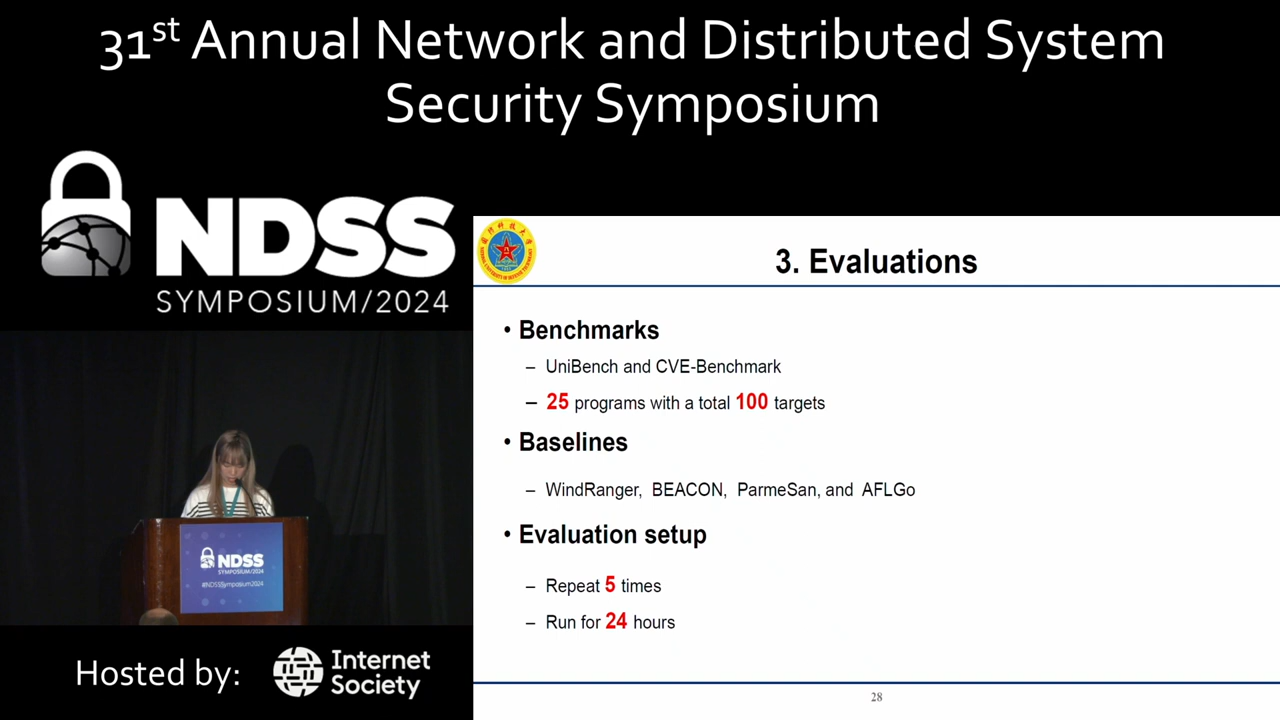 31st Annual Network and Distributed System
Security Symposium
NDSS
SYMPOSIUM/2024
3. Evaluations
• Benchmarks
– UniBench and CVE-Benchmark
– 25 programs with a total 100 targets
• Baselines
– WindRanger, BEACON, ParmeSan, and AFLGo
• Evaluation setup
– Repeat 5 times
– Run for 24 hours
28
NDSS
SYMPOSIUM/2024
#NDSSSymposium2024
Hosted by:
Internet
Society